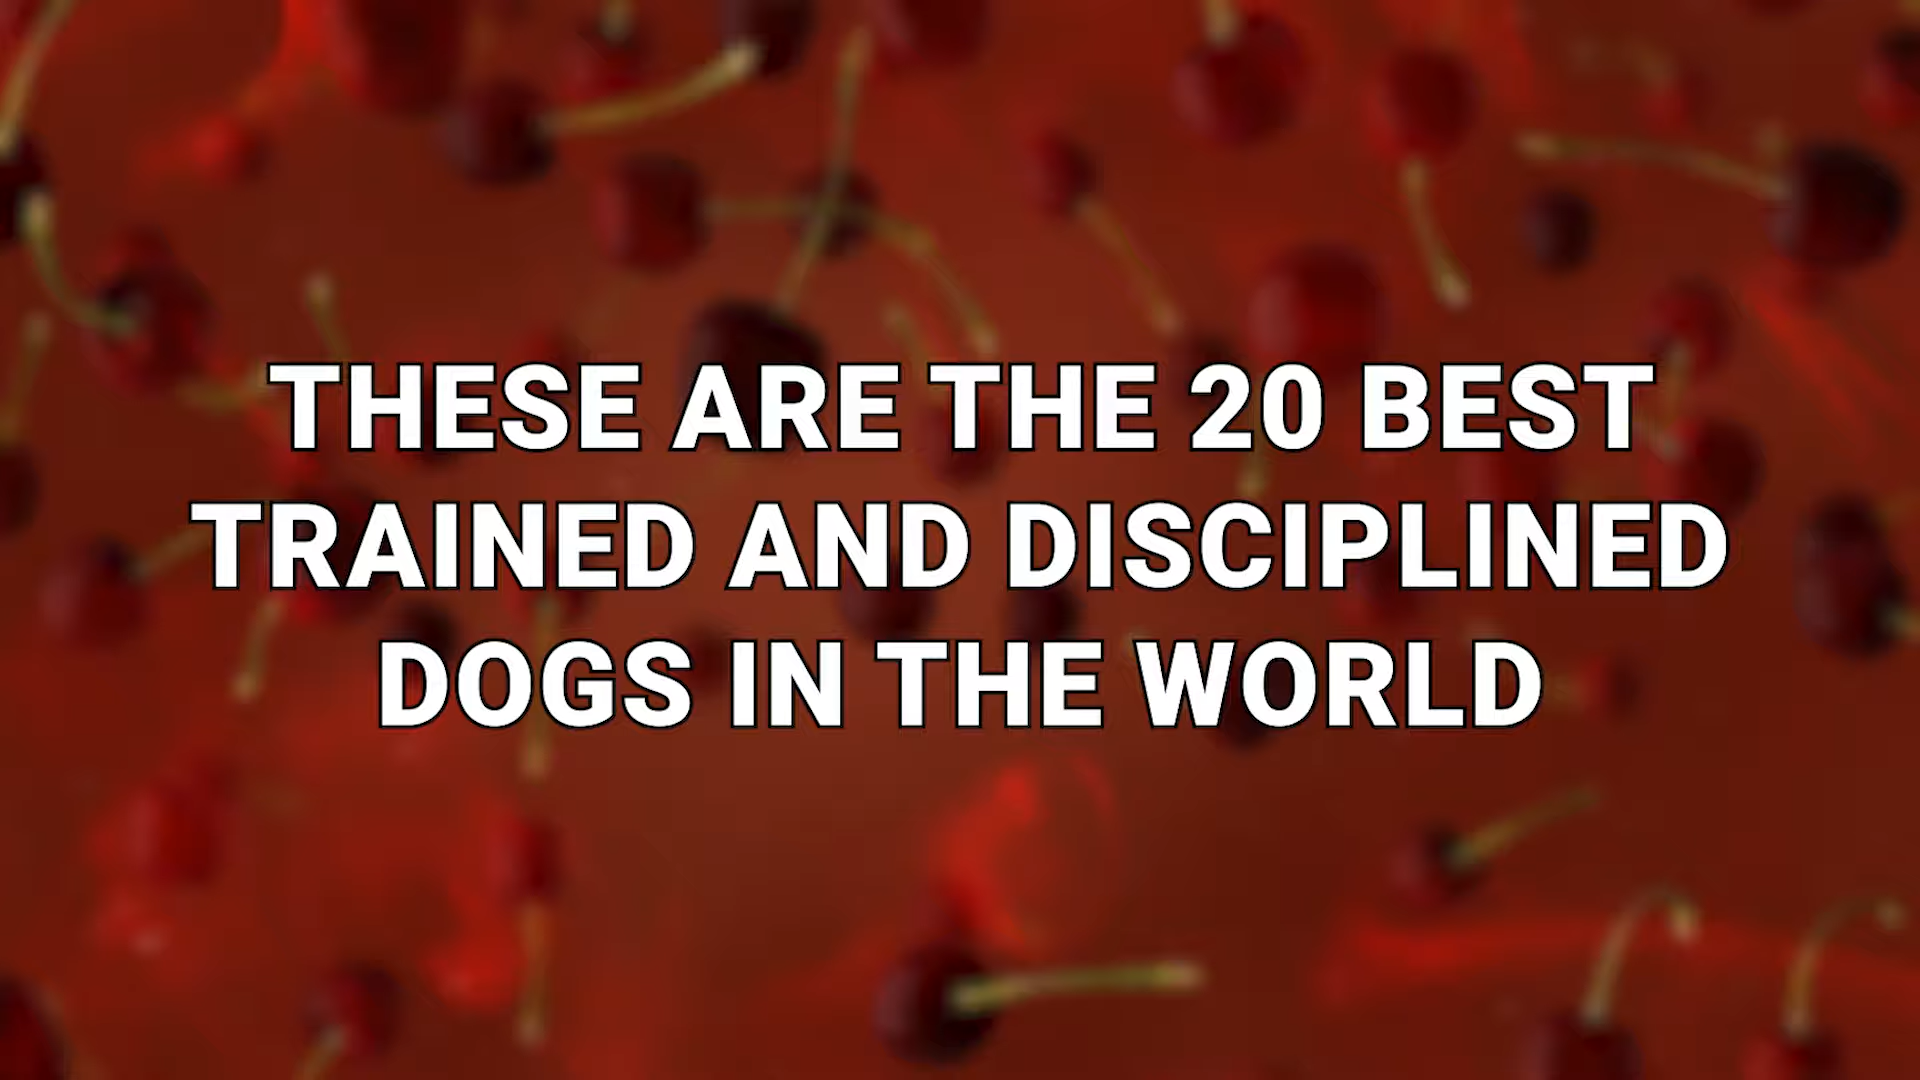 THESE ARE THE 20 BEST
TRAINED AND DISCIPLINED
DOGS IN THE WORLD